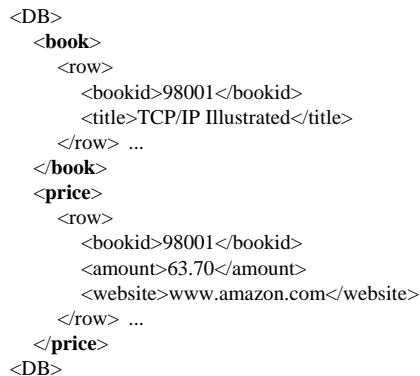 <DB>
<book>
<row>
<bookid>98001</bookid>
<title>TCP/IP Illustrated</title>
</row> ...
</book>
<price>
<row>
<bookid>98001</bookid>
<amount>63.70</amount>
<website>www.amazon.com</website>
</row> ...
</price>
<DB>